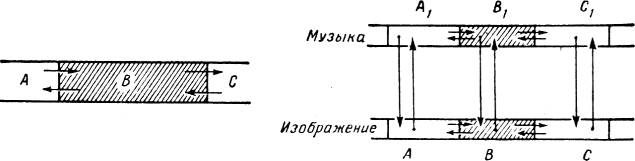 A B C
A₁ B₁ C₁
Музыка
Изображение
A B C